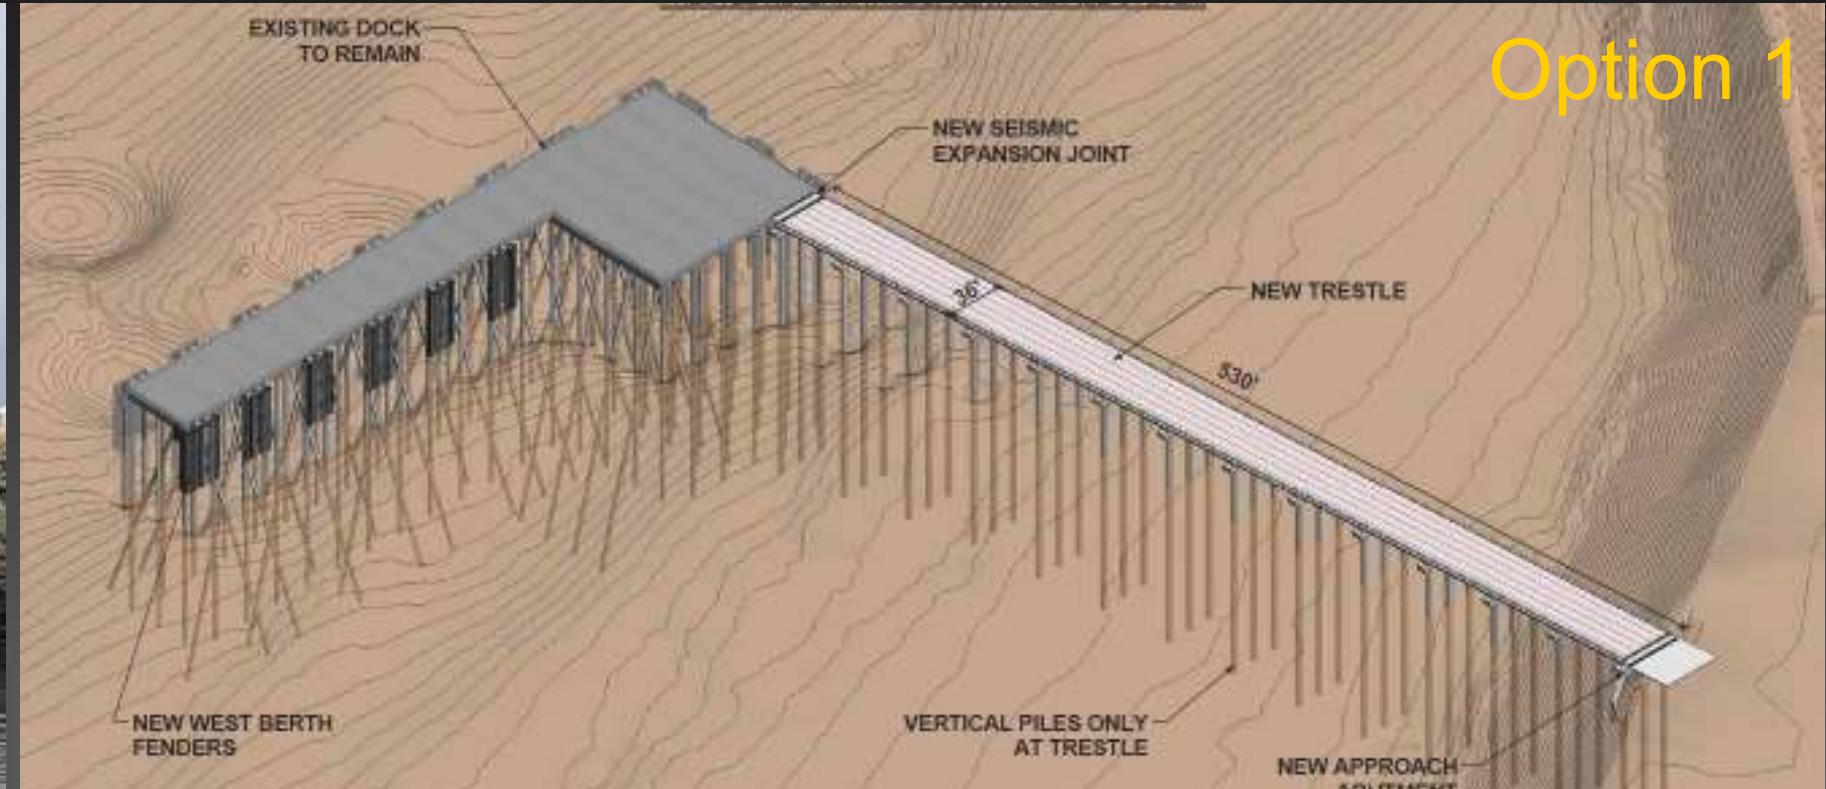 Option 1
EXISTING DOCK
TO REMAIN
NEW SEISMIC
EXPANSION JOINT
36'
NEW TRESTLE
530'
NEW WEST BERTH
FENDERS
VERTICAL PILES ONLY
AT TRESTLE
NEW APPROACH